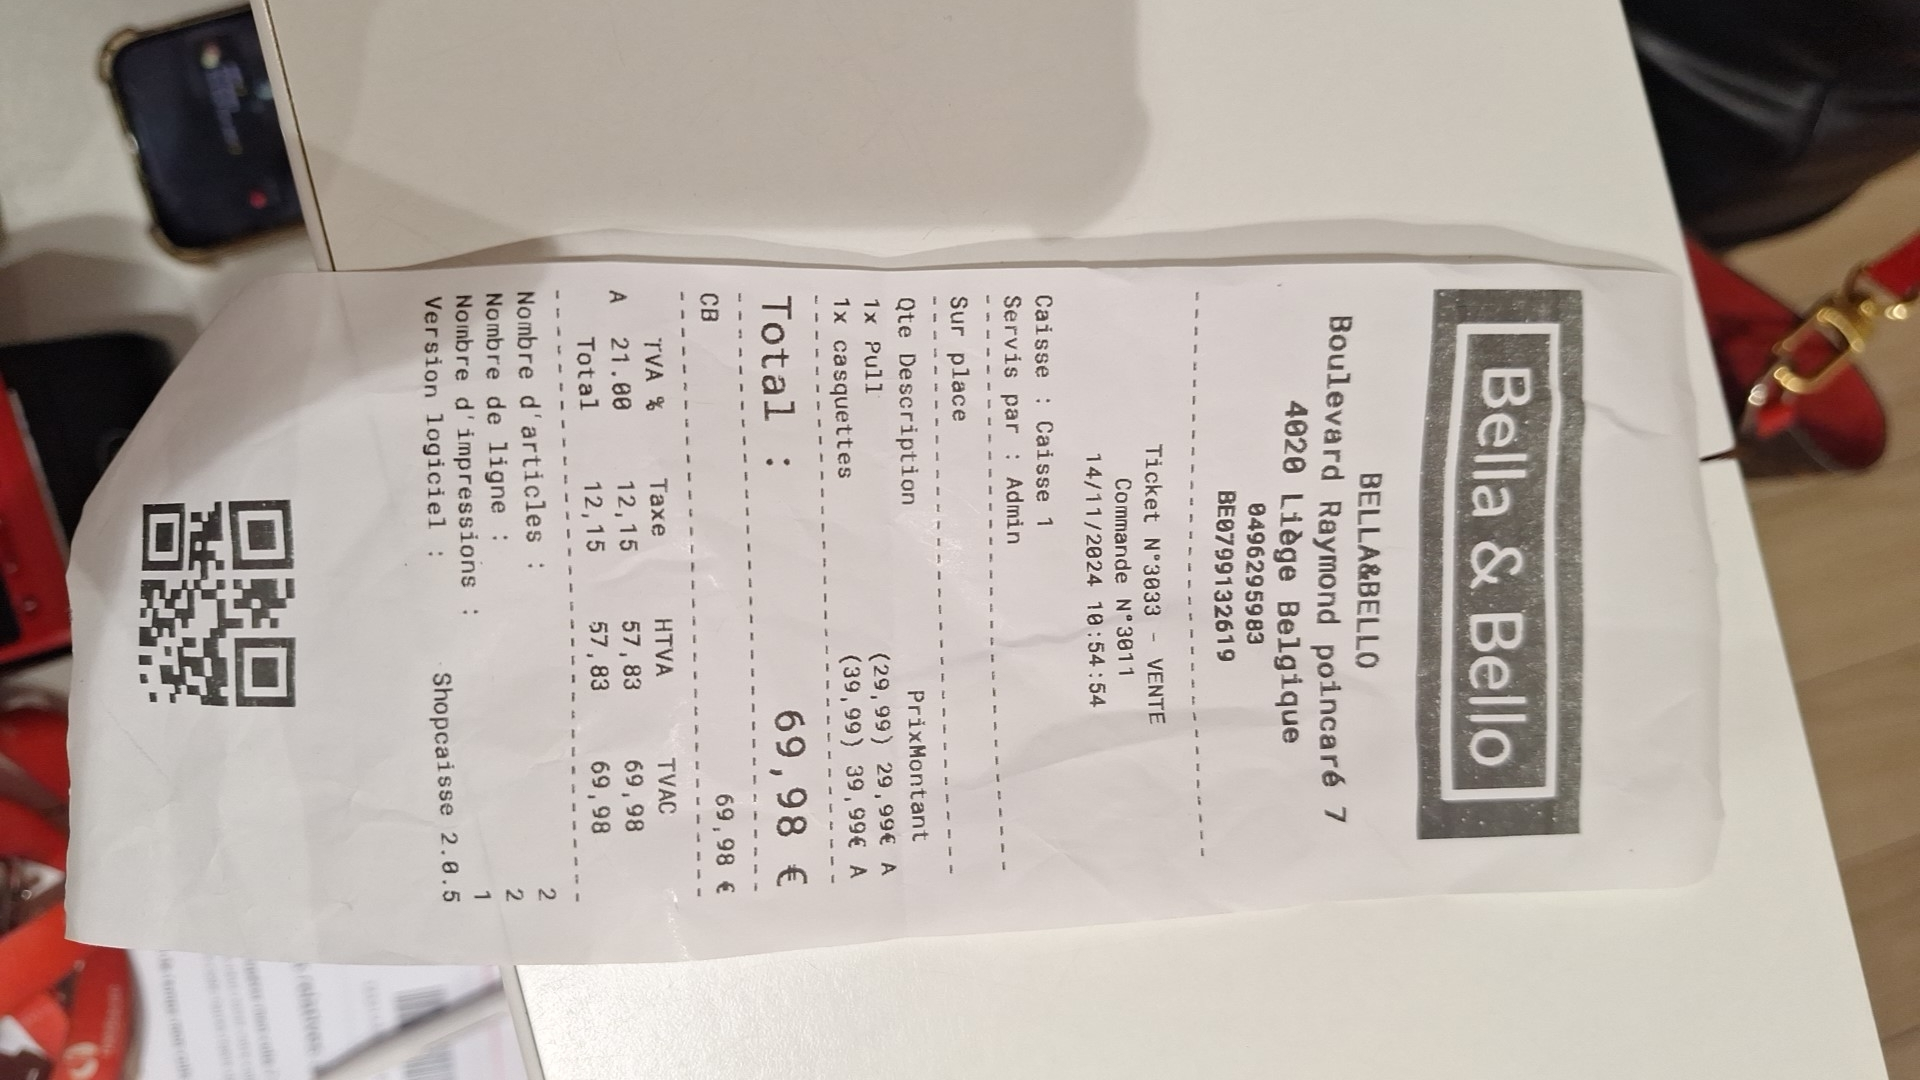 Bella & Bello
BELLA&BELLO
Boulevard Raymond poincaré 7
4020 Liège Belgique
0496295983
BE0799132619
Ticket N°3033 - VENTE
Commande N°3011
14/11/2024 10:54:54
Caisse : Caisse 1
Servis par : Admin
Sur place
Qte Description PrixMontant
1x Pull (29,99) 29,99€ A
1x casquettes (39,99) 39,99€ A
Total : 69,98 €
CB 69,98 €
TVA % Taxe HTVA TVAC
A 21.00 12,15 57,83 69,98
Total 12,15 57,83 69,98
Nombre d'articles : 2
Nombre de ligne : 2
Nombre d'impressions : 1
Version logiciel : Shopcaisse 2.0.5